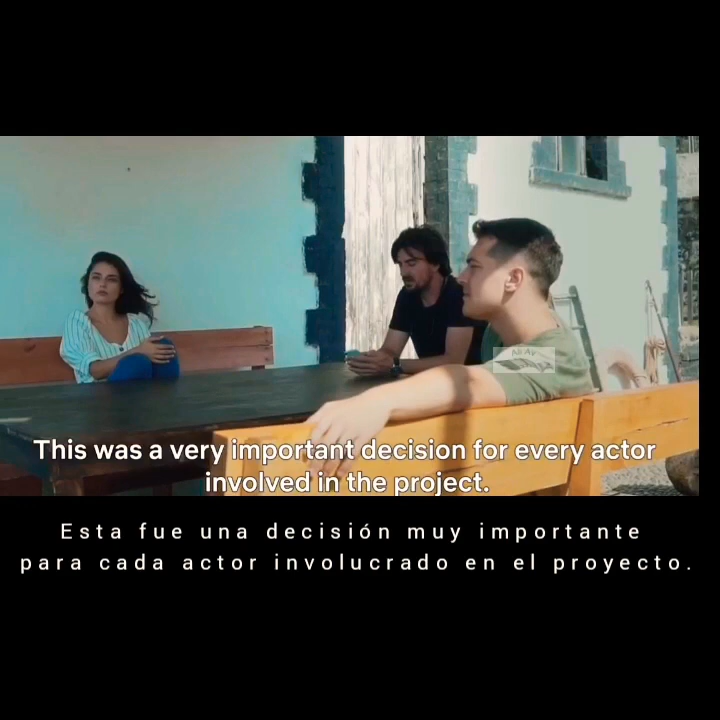 This was a very important decision for every actor
involved in the project.
Esta fue una decisión muy importante
para cada actor involucrado en el proyecto.